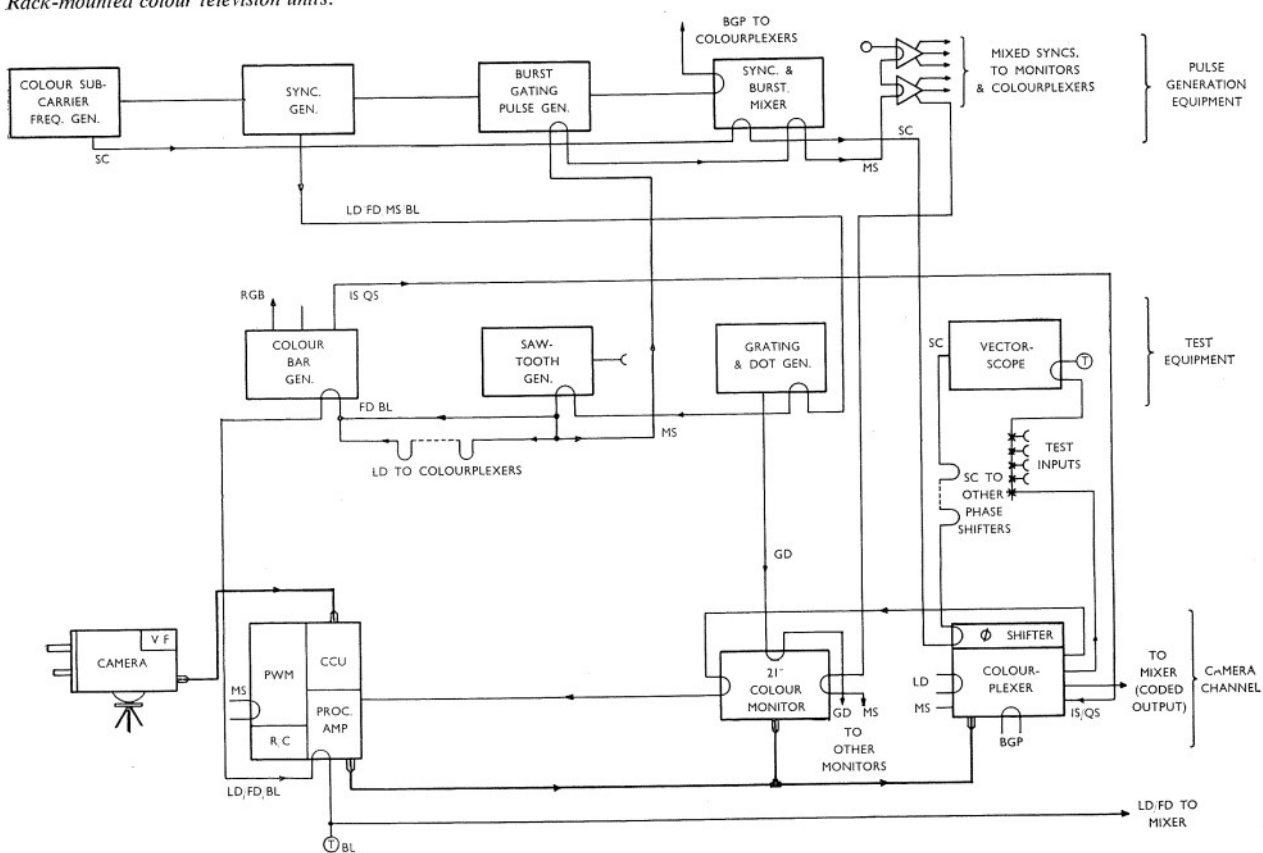 Rack-mounted colour television units.
BGP TO
COLOURPLEXERS
COLOUR SUB-
CARRIER
FREQ. GEN.
SYNC.
GEN.
BURST
GATING
PULSE GEN.
SYNC. &
BURST.
MIXER
MIXED SYNCS,
TO MONITORS
& COLOURPLEXERS
PULSE
GENERATION
EQUIPMENT
SC
SC
MS
LD/FD MS/BL
RGB
IS QS
COLOUR
BAR
GEN.
SAW-
TOOTH
GEN.
GRATING
& DOT GEN.
SC
VECTOR-
SCOPE
T
TEST
EQUIPMENT
FD BL
MS
LD TO COLOURPLEXERS
TEST
INPUTS
SC TO
OTHER
PHASE
SHIFTERS
GD
V F
CAMERA
MS
PWM
CCU
PROC.
AMP
R/C
21"
COLOUR
MONITOR
GD
MS
TO
OTHER
MONITORS
Φ SHIFTER
COLOUR-
PLEXER
LD
MS
BGP
IS/QS
TO
MIXER
(CODED
OUTPUT)
CAMERA
CHANNEL
LD/FD/BL
T BL
LD/FD TO
MIXER